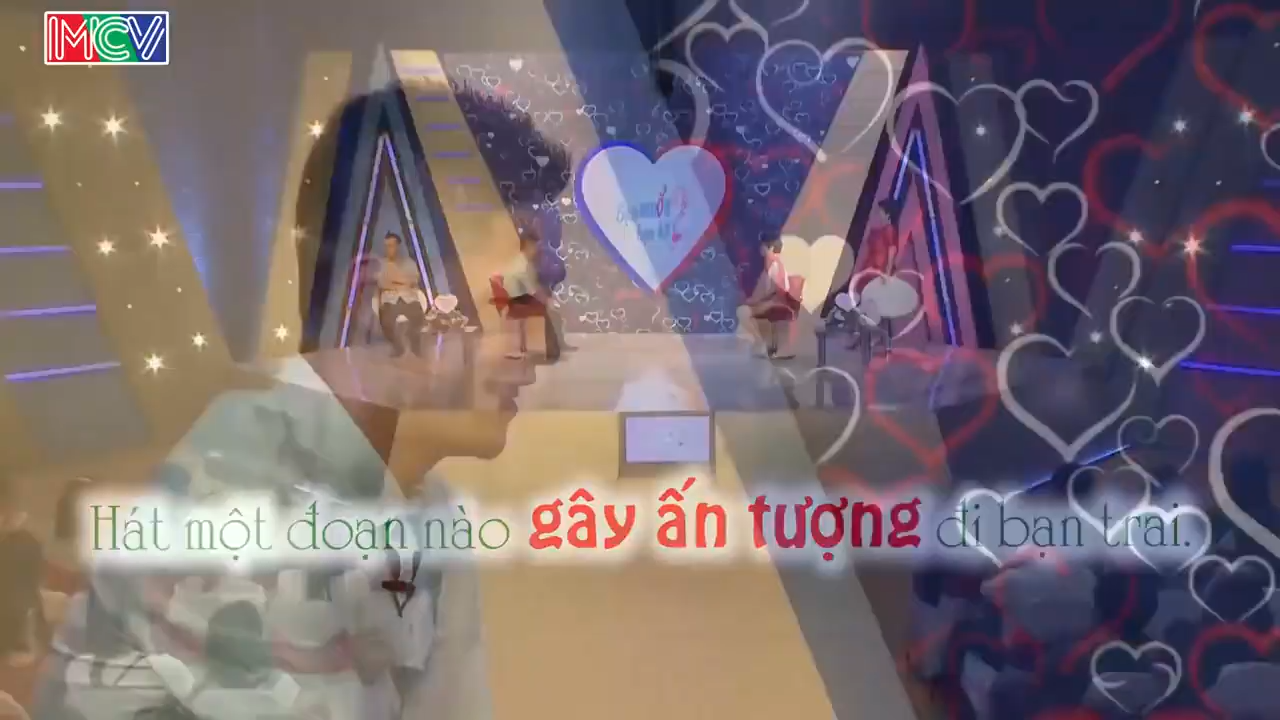 MCV
Hát một đoạn nào gây ấn tượng đi bạn trai.